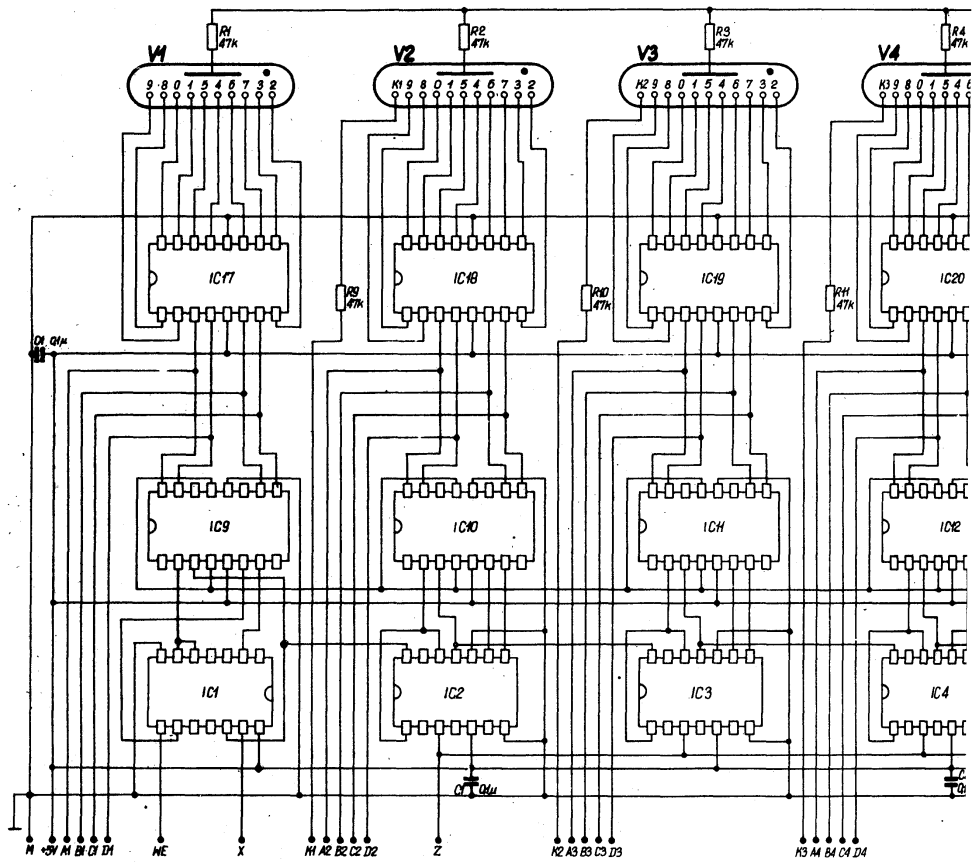 R1 47k R2 47k R3 47k R4 47k
V1 V2 V3 V4
9 8 0 1 5 4 6 7 3 2
K1 9 8 0 1 5 4 6 7 3 2
K2 9 8 0 1 5 4 6 7 3 2
K3 9 8 0 1 5 4 6
IC17 IC18 IC19 IC20
R9 47k R10 47k R11 47k
0,1µ
IC9 IC10 IC11 IC12
IC1 IC2 IC3 IC4
C1 0,1µ
M +5V A1 B1 C1 D1 WE X K1 A2 B2 C2 D2 Z K2 A3 B3 C3 D3 K3 A4 B4 C4 D4